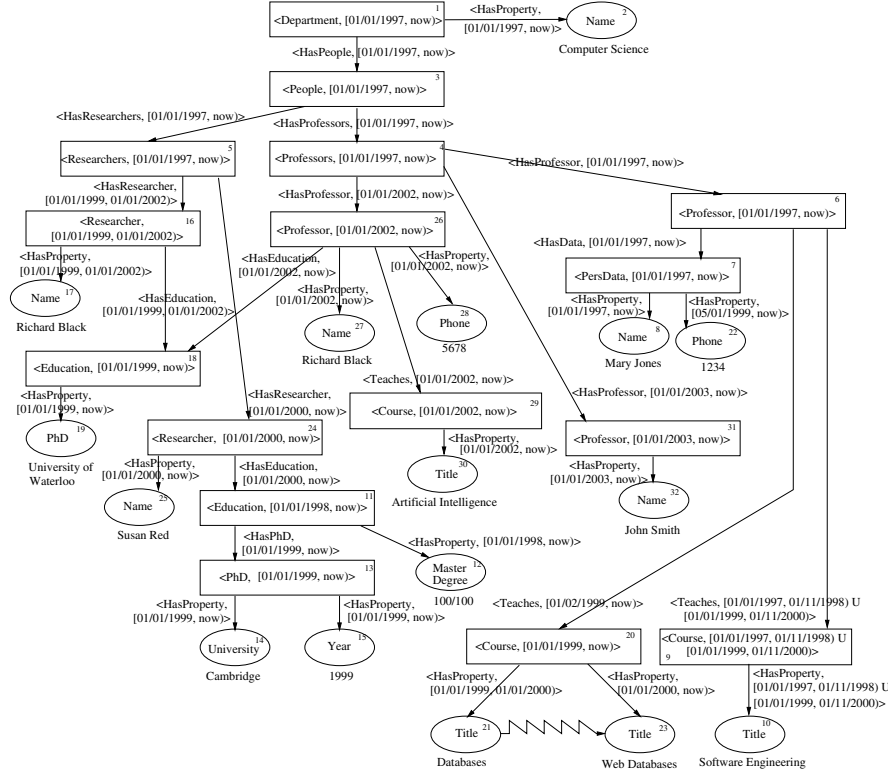 1
<Department, [01/01/1997, now)>
<HasProperty,
[01/01/1997, now)>
Name 2
Computer Science
<HasPeople, [01/01/1997, now)>
3
<People, [01/01/1997, now)>
<HasResearchers, [01/01/1997, now)>
<HasProfessors, [01/01/1997, now)>
5
<Researchers, [01/01/1997, now)>
4
<Professors, [01/01/1997, now)>
<HasProfessor, [01/01/1997, now)>
<HasResearcher,
[01/01/1999, 01/01/2002)>
<HasProfessor, [01/01/2002, now)>
6
<Professor, [01/01/1997, now)>
16
<Researcher,
[01/01/1999, 01/01/2002)>
26
<Professor, [01/01/2002, now)>
<HasData, [01/01/1997, now)>
<HasProperty,
[01/01/1999, 01/01/2002)>
<HasEducation,
[01/01/2002, now)>
<HasProperty,
[01/01/2002, now)>
7
<PersData, [01/01/1997, now)>
Name 17
Richard Black
<HasEducation,
[01/01/1999, 01/01/2002)>
<HasProperty,
[01/01/2002, now)>
Name 27
Richard Black
Phone 28
5678
<HasProperty,
[01/01/1997, now)>
<HasProperty,
[05/01/1999, now)>
Name 8
Mary Jones
Phone 22
1234
18
<Education, [01/01/1999, now)>
<HasProperty,
[01/01/1999, now)>
<HasResearcher,
[01/01/2000, now)>
<Teaches, [01/01/2002, now)>
<HasProfessor, [01/01/2003, now)>
29
<Course, [01/01/2002, now)>
PhD 19
University of
Waterloo
24
<Researcher, [01/01/2000, now)>
<HasProperty,
[01/01/2002, now)>
31
<Professor, [01/01/2003, now)>
<HasProperty,
[01/01/2000, now)>
<HasEducation,
[01/01/2000, now)>
Title 30
Artificial Intelligence
<HasProperty,
[01/01/2003, now)>
Name 25
Susan Red
11
<Education, [01/01/1998, now)>
Name 32
John Smith
<HasPhD,
[01/01/1999, now)>
<HasProperty, [01/01/1998, now)>
13
<PhD, [01/01/1999, now)>
Master 12
Degree
100/100
<HasProperty,
[01/01/1999, now)>
<HasProperty,
[01/01/1999, now)>
<Teaches, [01/02/1999, now)>
<Teaches, [01/01/1997, 01/11/1998) U
[01/01/1999, 01/11/2000)>
University 14
Cambridge
Year 15
1999
20
<Course, [01/01/1999, now)>
<Course, [01/01/1997, 01/11/1998) U
9 [01/01/1999, 01/11/2000)>
<HasProperty,
[01/01/1999, 01/01/2000)>
<HasProperty,
[01/01/2000, now)>
<HasProperty,
[01/01/1997, 01/11/1998) U
[01/01/1999, 01/11/2000)>
Title 21
Databases
Title 23
Web Databases
Title 10
Software Engineering